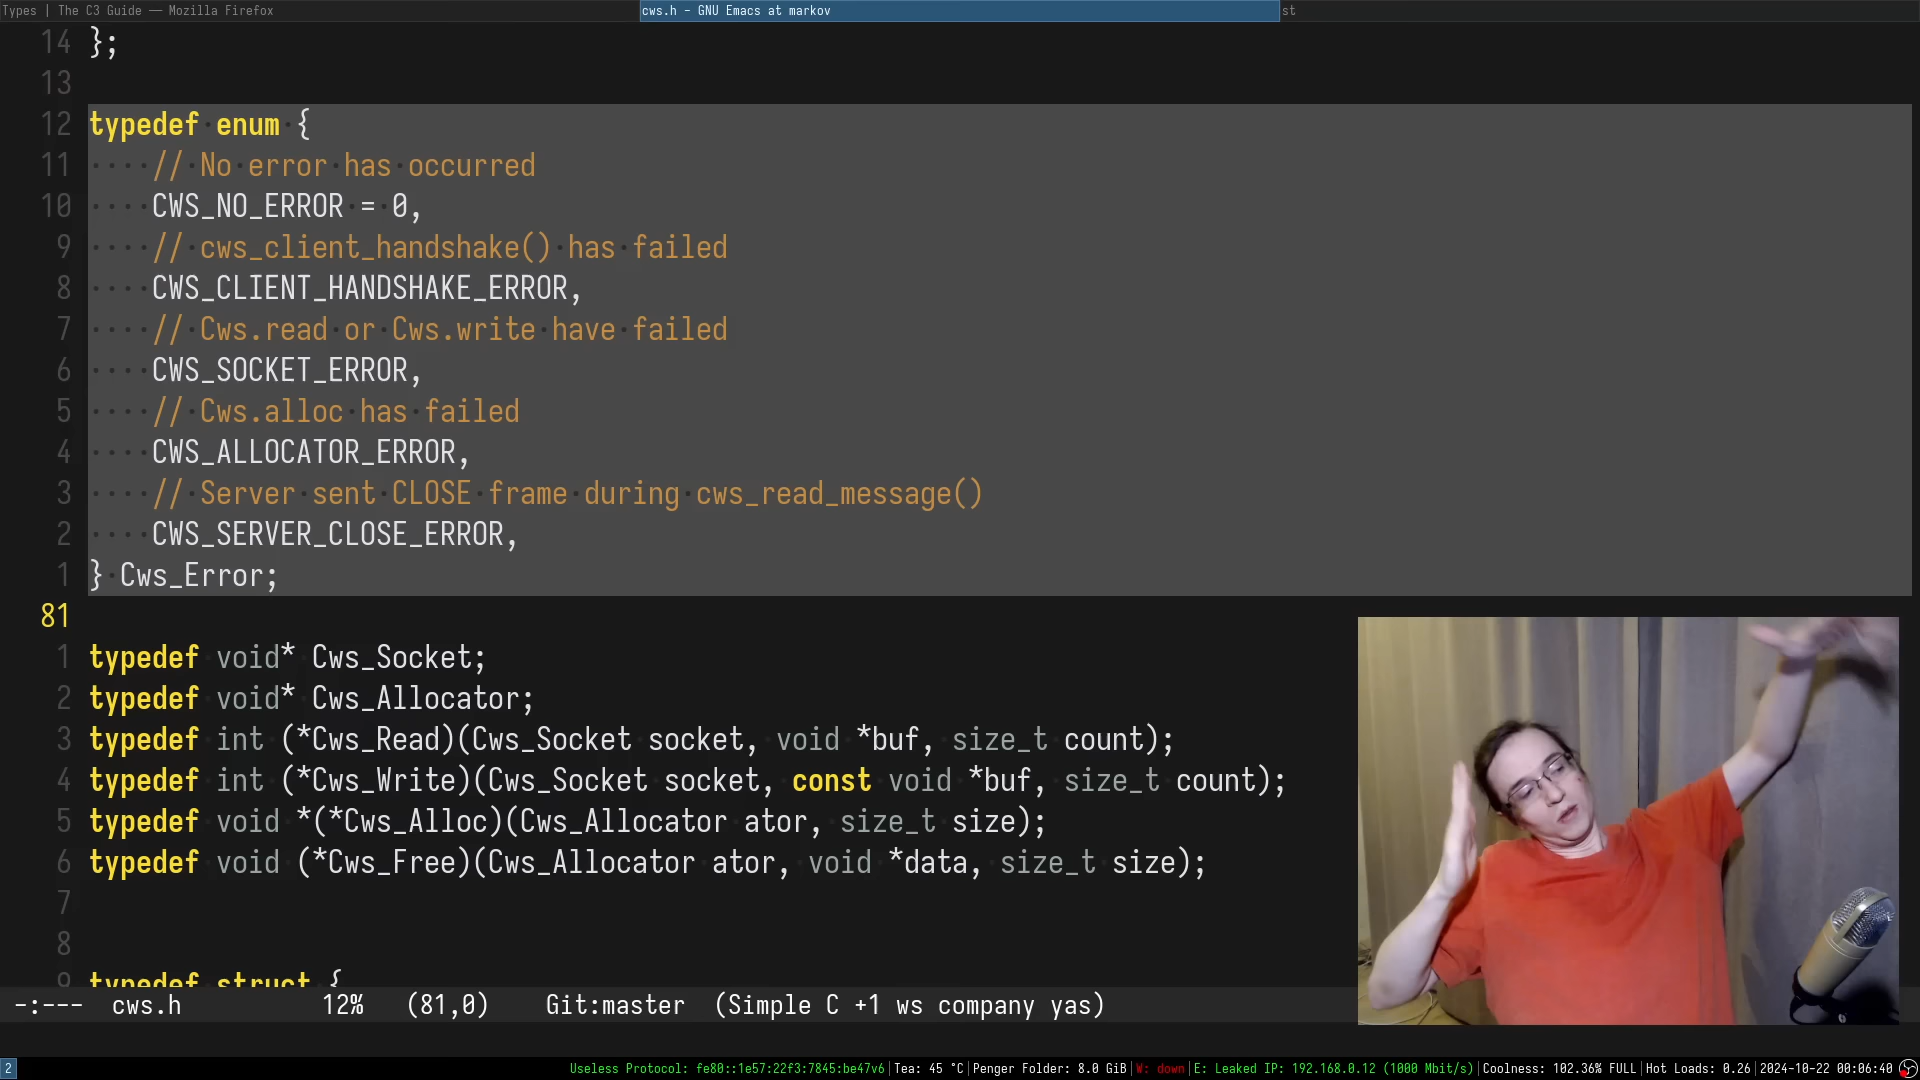 Types | The C3 Guide — Mozilla Firefox
cws.h - GNU Emacs at markov
st
14 };
13
12 typedef enum {
11 // No error has occurred
10 CWS_NO_ERROR = 0,
9 // cws_client_handshake() has failed
8 CWS_CLIENT_HANDSHAKE_ERROR,
7 // Cws.read or Cws.write have failed
6 CWS_SOCKET_ERROR,
5 // Cws.alloc has failed
4 CWS_ALLOCATOR_ERROR,
3 // Server sent CLOSE frame during cws_read_message()
2 CWS_SERVER_CLOSE_ERROR,
1 } Cws_Error;
81
1 typedef void* Cws_Socket;
2 typedef void* Cws_Allocator;
3 typedef int (*Cws_Read)(Cws_Socket socket, void *buf, size_t count);
4 typedef int (*Cws_Write)(Cws_Socket socket, const void *buf, size_t count);
5 typedef void *(*Cws_Alloc)(Cws_Allocator ator, size_t size);
6 typedef void (*Cws_Free)(Cws_Allocator ator, void *data, size_t size);
7
8
9 typedef struct {
-:--- cws.h 12% (81,0) Git:master (Simple C +1 ws company yas)
2 Useless Protocol: fe80::1e57:22f3:7845:be47v6|Tea: 45 °C|Penger Folder: 8.0 GiB|W: down|E: Leaked IP: 192.168.0.12 (1000 Mbit/s)|Coolness: 102.36% FULL|Hot Loads: 0.26|2024-10-22 00:06:40